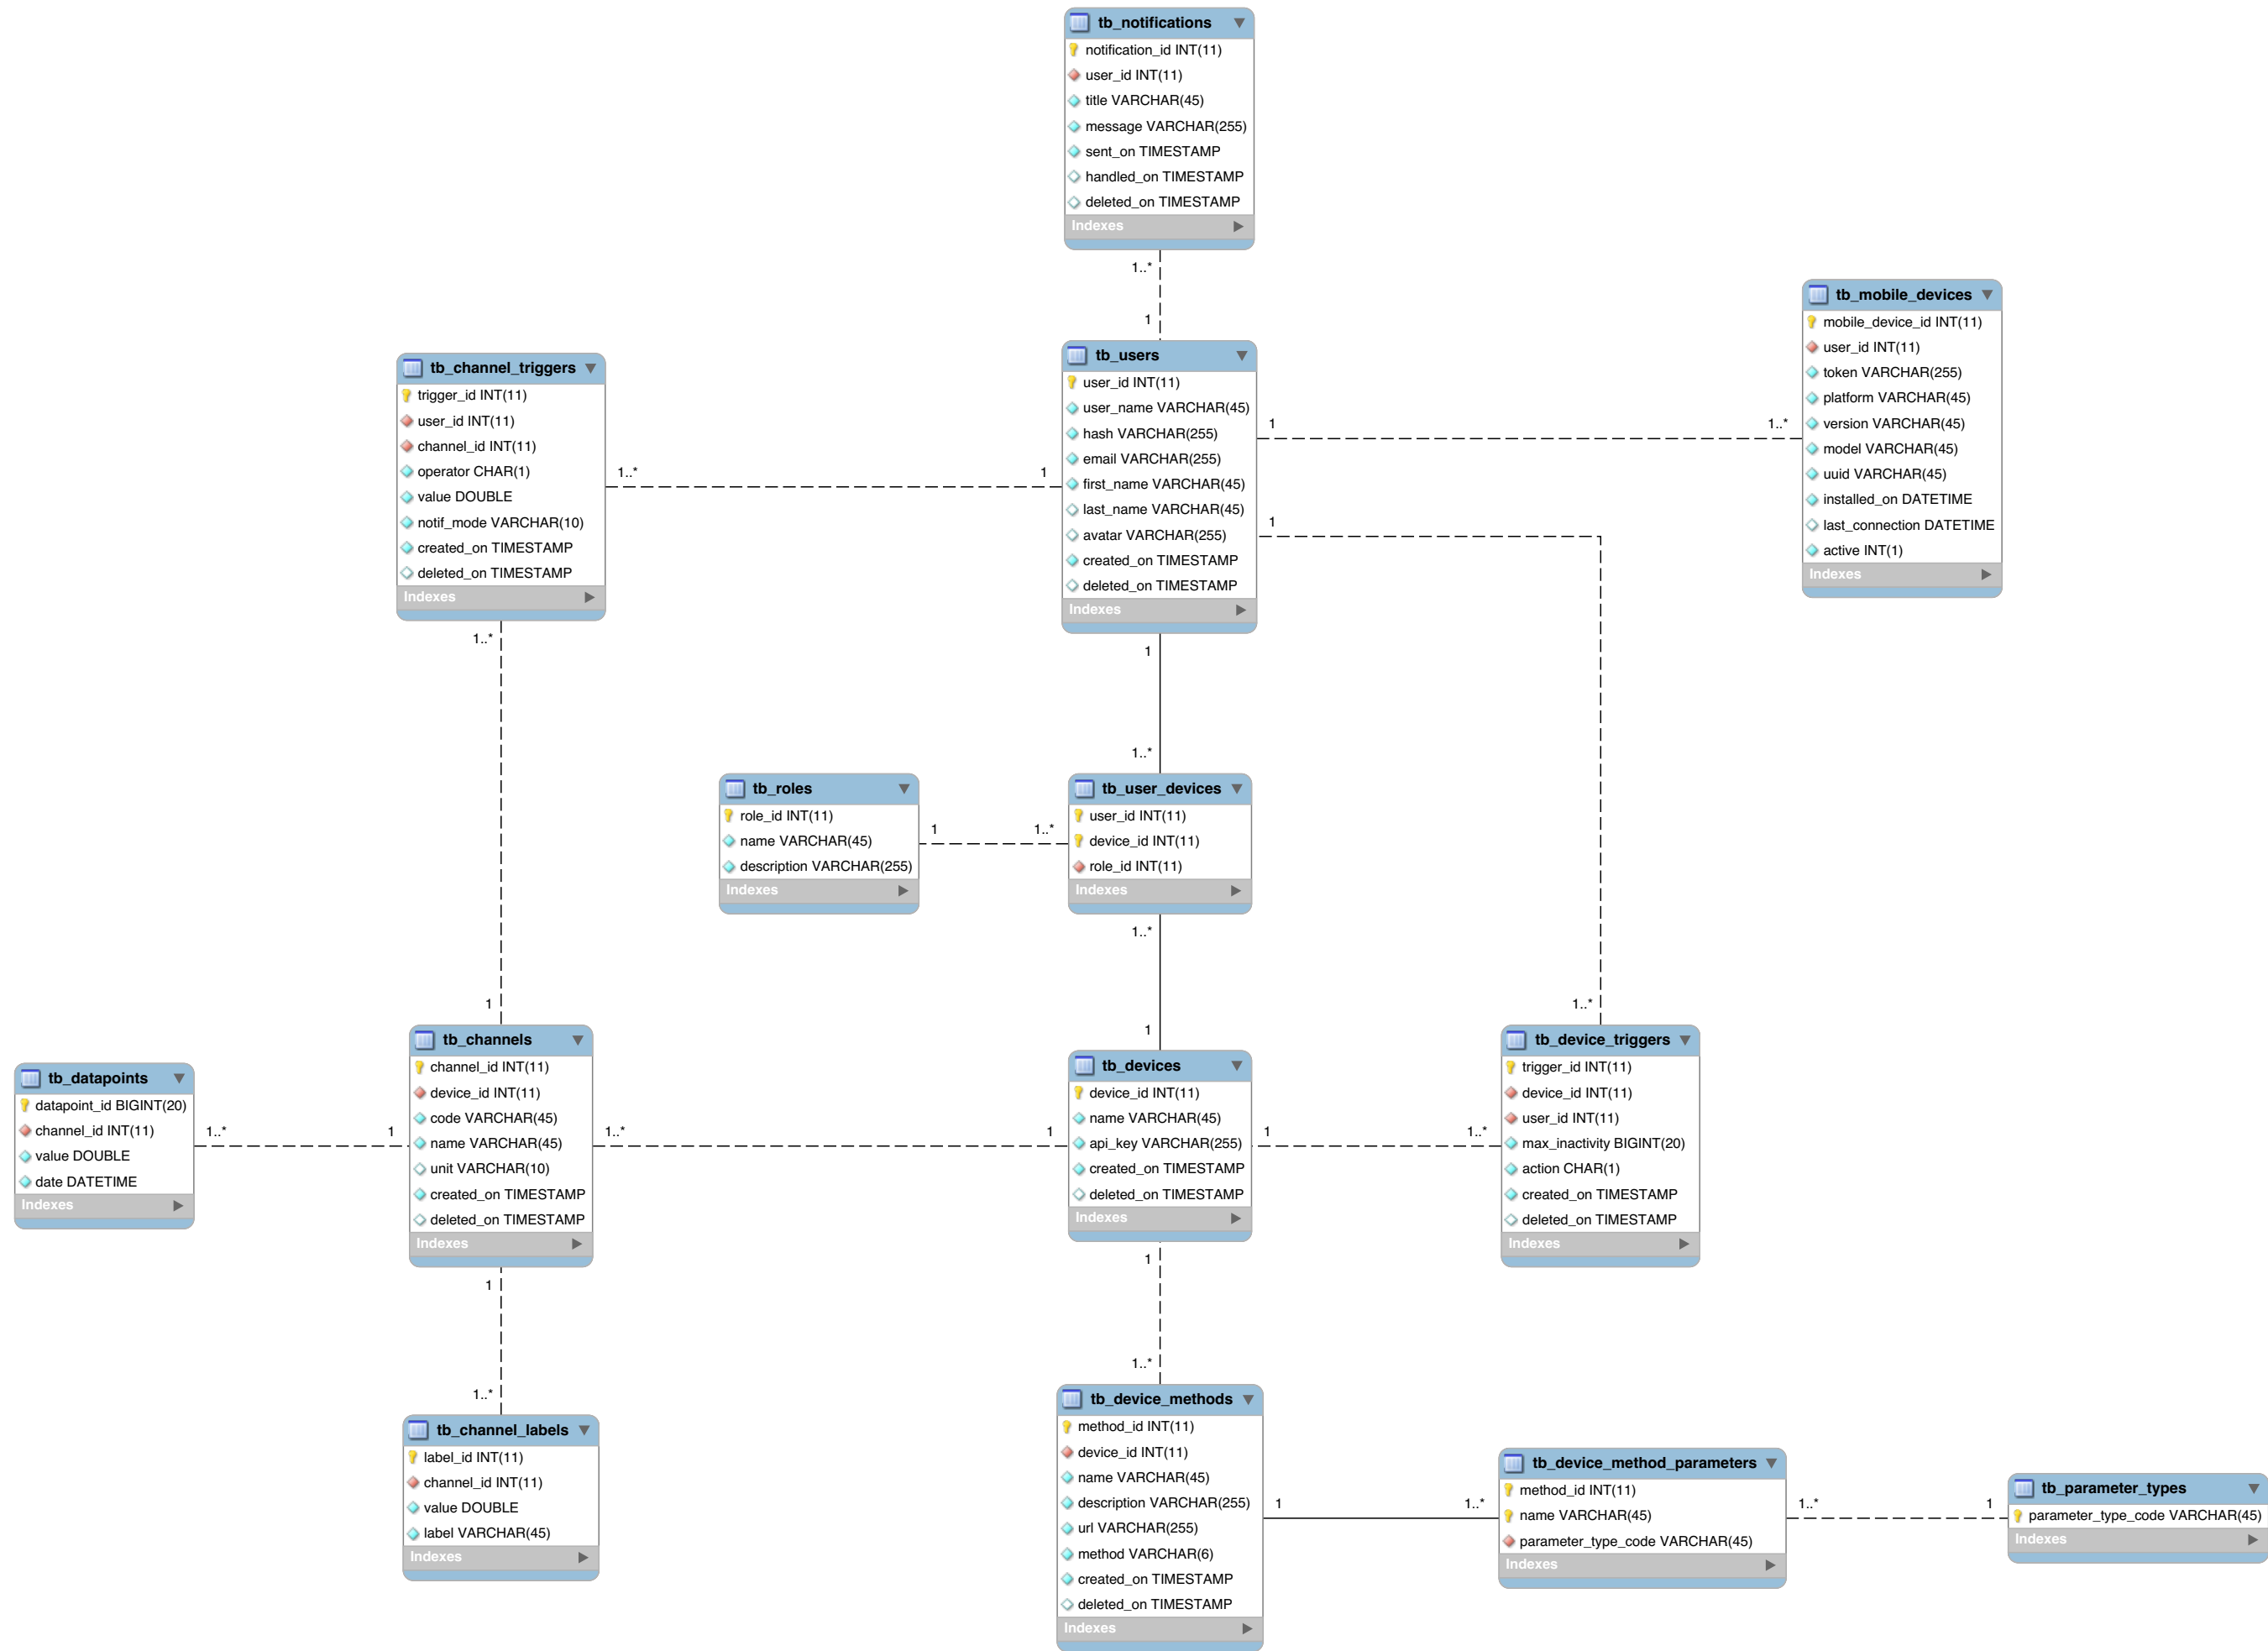 tb_notifications
notification_id INT(11)
user_id INT(11)
title VARCHAR(45)
message VARCHAR(255)
sent_on TIMESTAMP
handled_on TIMESTAMP
deleted_on TIMESTAMP
Indexes
1..*
1
tb_mobile_devices
mobile_device_id INT(11)
user_id INT(11)
token VARCHAR(255)
platform VARCHAR(45)
version VARCHAR(45)
model VARCHAR(45)
uuid VARCHAR(45)
installed_on DATETIME
last_connection DATETIME
active INT(1)
Indexes
tb_channel_triggers
trigger_id INT(11)
user_id INT(11)
channel_id INT(11)
operator CHAR(1)
value DOUBLE
notif_mode VARCHAR(10)
created_on TIMESTAMP
deleted_on TIMESTAMP
Indexes
1..*
1
tb_users
user_id INT(11)
user_name VARCHAR(45)
hash VARCHAR(255)
email VARCHAR(255)
first_name VARCHAR(45)
last_name VARCHAR(45)
avatar VARCHAR(255)
created_on TIMESTAMP
deleted_on TIMESTAMP
Indexes
1
1..*
1
1..*
1
1..*
1
1..*
tb_roles
role_id INT(11)
name VARCHAR(45)
description VARCHAR(255)
Indexes
1
1..*
tb_user_devices
user_id INT(11)
device_id INT(11)
role_id INT(11)
Indexes
1..*
1
tb_datapoints
datapoint_id BIGINT(20)
channel_id INT(11)
value DOUBLE
date DATETIME
Indexes
1..*
1
tb_channels
channel_id INT(11)
device_id INT(11)
code VARCHAR(45)
name VARCHAR(45)
unit VARCHAR(10)
created_on TIMESTAMP
deleted_on TIMESTAMP
Indexes
1..*
1
tb_devices
device_id INT(11)
name VARCHAR(45)
api_key VARCHAR(255)
created_on TIMESTAMP
deleted_on TIMESTAMP
Indexes
1
1..*
tb_device_triggers
trigger_id INT(11)
device_id INT(11)
user_id INT(11)
max_inactivity BIGINT(20)
action CHAR(1)
created_on TIMESTAMP
deleted_on TIMESTAMP
Indexes
1
1..*
1
1..*
tb_channel_labels
label_id INT(11)
channel_id INT(11)
value DOUBLE
label VARCHAR(45)
Indexes
tb_device_methods
method_id INT(11)
device_id INT(11)
name VARCHAR(45)
description VARCHAR(255)
url VARCHAR(255)
method VARCHAR(6)
created_on TIMESTAMP
deleted_on TIMESTAMP
Indexes
1
1..*
tb_device_method_parameters
method_id INT(11)
name VARCHAR(45)
parameter_type_code VARCHAR(45)
Indexes
1..*
1
tb_parameter_types
parameter_type_code VARCHAR(45)
Indexes